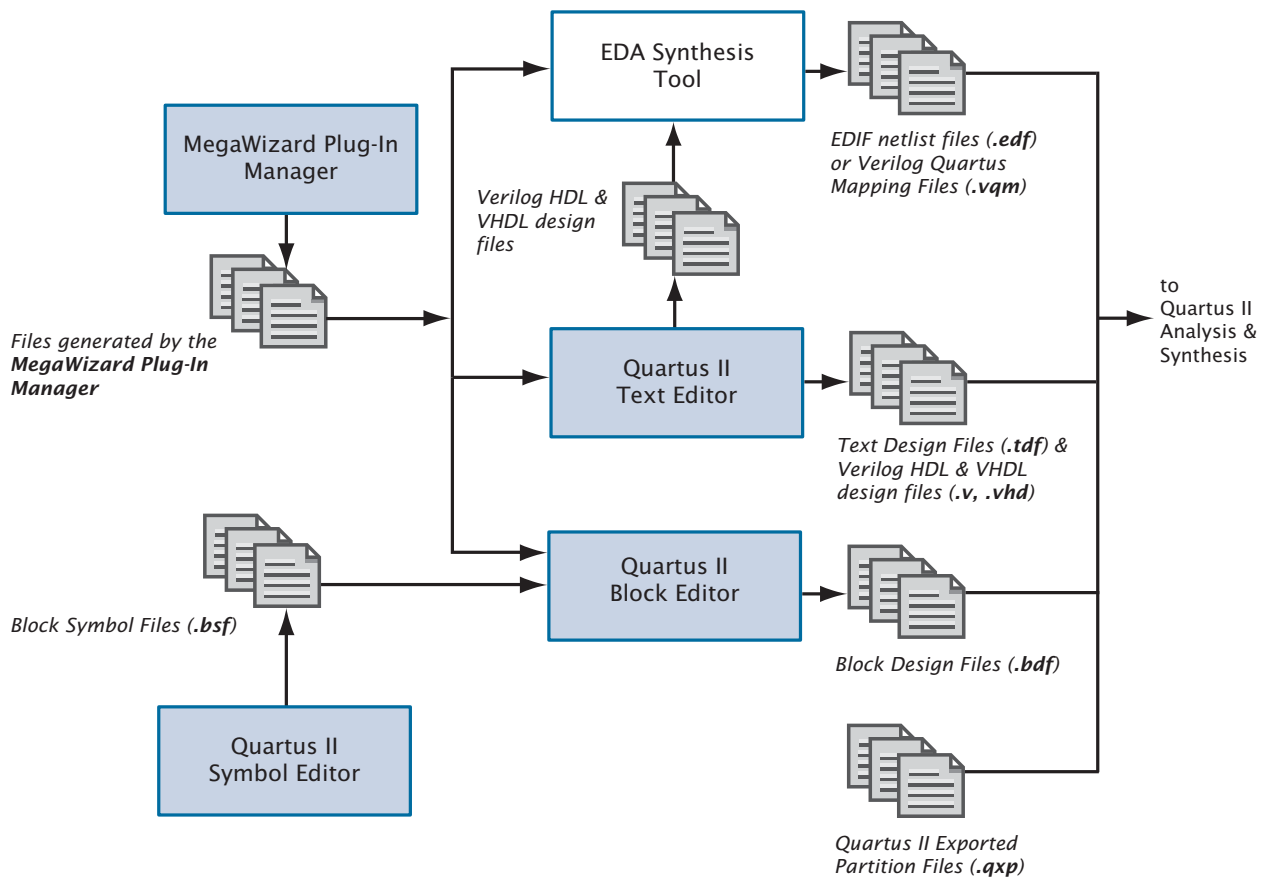 EDA Synthesis
Tool
EDIF netlist files (.edf)
or Verilog Quartus
Mapping Files (.vqm)
MegaWizard Plug-In
Manager
Verilog HDL &
VHDL design
files
Files generated by the
MegaWizard Plug-In
Manager
to
Quartus II
Analysis &
Synthesis
Quartus II
Text Editor
Text Design Files (.tdf) &
Verilog HDL & VHDL
design files (.v, .vhd)
Block Symbol Files (.bsf)
Quartus II
Block Editor
Block Design Files (.bdf)
Quartus II
Symbol Editor
Quartus II Exported
Partition Files (.qxp)